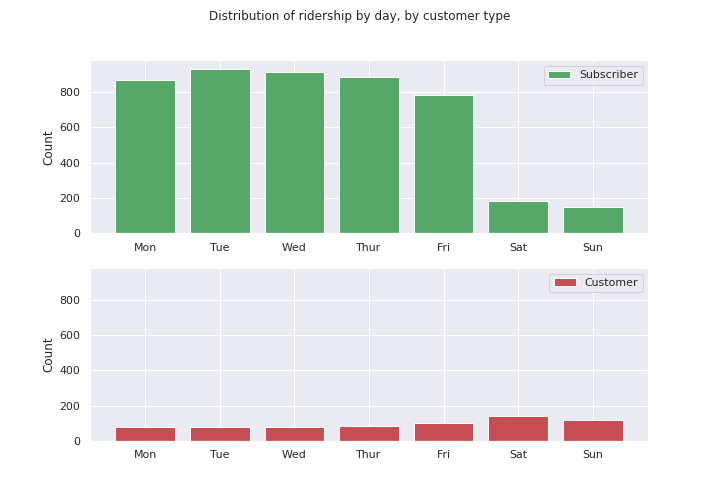 Distribution of ridership by day, by customer type
Subscriber
Count
800
600
400
200
0
Mon Tue Wed Thur Fri Sat Sun
Customer
Count
800
600
400
200
0
Mon Tue Wed Thur Fri Sat Sun